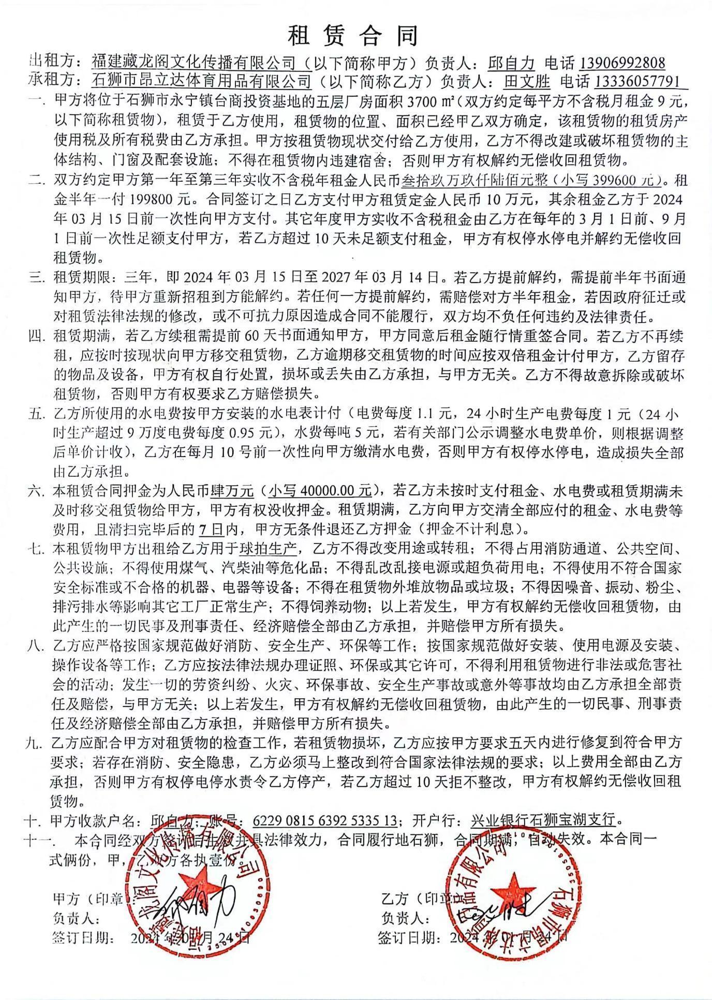 租赁合同
出租方：福建藏龙阁文化传播有限公司（以下简称甲方）负责人：邱自力 电话 13906992808
承租方：石狮市昂立达体育用品有限公司（以下简称乙方）负责人：田文胜 电话 13336057791
一. 甲方将位于石狮市永宁镇台商投资基地的五层厂房面积 3700 ㎡（双方约定每平方不含税月租金 9 元，
以下简称租赁物），租赁于乙方使用，租赁物的位置、面积已经甲乙双方确定，该租赁物的租赁房产
使用税及所有税费由乙方承担。甲方按租赁物现状交付给乙方使用，乙方不得改建或破坏租赁物的主
体结构、门窗及配套设施；不得在租赁物内违建宿舍；否则甲方有权解约无偿收回租赁物。
二. 双方约定甲方第一年至第三年实收不含税年租金人民币叁拾玖万玖仟陆佰元整（小写 399600 元）。租
金半年一付 199800 元。合同签订之日乙方支付甲方租赁定金人民币 10 万元，其余租金乙方于 2024
年 03 月 15 日前一次性向甲方支付。其它年度甲方实收不含税租金由乙方在每年的 3 月 1 日前、9 月
1 日前一次性足额支付甲方，若乙方超过 10 天未足额支付租金，甲方有权停水停电并解约无偿收回
租赁物。
三. 租赁期限：三年，即 2024 年 03 月 15 日至 2027 年 03 月 14 日。若乙方提前解约，需提前半年书面通
知甲方，待甲方重新招租到方能解约。若任何一方提前解约，需赔偿对方半年租金，若因政府征迁或
对租赁法律法规的修改，或不可抗力原因造成合同不能履行，双方均不负任何违约及法律责任。
四. 租赁期满，若乙方续租需提前 60 天书面通知甲方，甲方同意后租金随行情重签合同。若乙方不再续
租，应按时按现状向甲方移交租赁物，乙方逾期移交租赁物的时间应按双倍租金计付甲方，乙方留存
的物品及设备，甲方有权自行处置，损坏或丢失由乙方承担，与甲方无关。乙方不得故意拆除或破坏
租赁物，否则甲方有权要求乙方赔偿损失。
五. 乙方所使用的水电费按甲方安装的水电表计付（电费每度 1.1 元，24 小时生产电费每度 1 元（24 小
时生产超过 9 万度电费每度 0.95 元），水费每吨 5 元，若有关部门公示调整水电费单价，则根据调整
后单价计收），乙方在每月 10 号前一次性向甲方缴清水电费，否则甲方有权停水停电，造成损失全部
由乙方承担。
六. 本租赁合同押金为人民币肆万元（小写 40000.00 元），若乙方未按时支付租金、水电费或租赁期满未
及时移交租赁物给甲方，甲方有权没收押金。租赁期满，乙方向甲方交清全部应付的租金、水电费等
费用，且清扫完毕后的 7 日内，甲方无条件退还乙方押金（押金不计利息）。
七. 本租赁物甲方出租给乙方用于球拍生产，乙方不得改变用途或转租；不得占用消防通道、公共空间、
公共设施；不得使用煤气、汽柴油等危化品；不得乱改乱接电源或超负荷用电；不得使用不符合国家
安全标准或不合格的机器、电器等设备；不得在租赁物外堆放物品或垃圾；不得因噪音、振动、粉尘、
排污排水等影响其它工厂正常生产；不得饲养动物；以上若发生，甲方有权解约无偿收回租赁物，由
此产生的一切民事及刑事责任、经济赔偿全部由乙方承担，并赔偿甲方所有损失。
八. 乙方应严格按国家规范做好消防、安全生产、环保等工作；按国家规范做好安装、使用电源及安装、
操作设备等工作；乙方应按法律法规办理证照、环保或其它许可，不得利用租赁物进行非法或危害社
会的活动；发生一切的劳资纠纷、火灾、环保事故、安全生产事故或意外等事故均由乙方承担全部责
任及赔偿，与甲方无关；以上若发生，甲方有权解约无偿收回租赁物，由此产生的一切民事、刑事责
任及经济赔偿全部由乙方承担，并赔偿甲方所有损失。
九. 乙方应配合甲方对租赁物的检查工作，若租赁物损坏，乙方应按甲方要求五天内进行修复到符合甲方
要求；若存在消防、安全隐患，乙方必须马上整改到符合国家法律法规的要求；以上费用全部由乙方
承担，否则甲方有权停电停水责令乙方停产，若乙方超过 10 天拒不整改，甲方有权解约无偿收回租
赁物。
十. 甲方收款户名：邱自力；账号：6229 0815 6392 5335 13；开户行：兴业银行石狮宝湖支行。
十一. 本合同经双方签订后生效并具法律效力，合同履行地石狮，合同期满，自动失效。本合同一
式俩份，甲，乙双方各执壹份。
甲方（印章）： 乙方（印章）
负责人： 邱自力 负责人：
签订日期： 2024 年 01 月 24 日 签订日期：2024 年 01 月 24 日
福建藏龙阁文化传播有限公司
石狮市昂立达体育用品有限公司